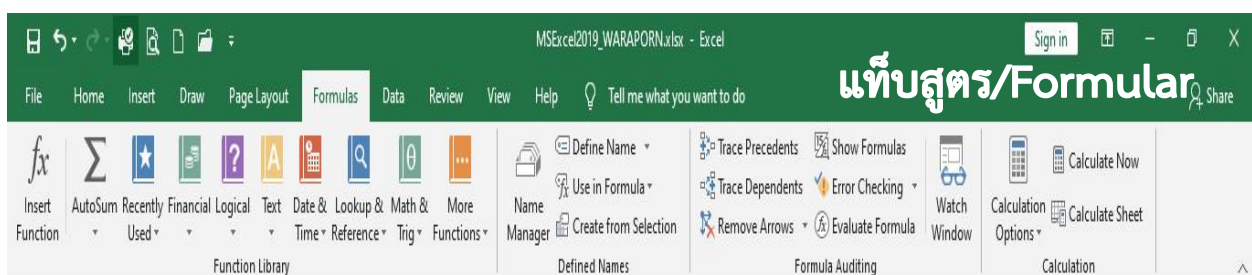 MSExcel2019_WARAPORN.xlsx - Excel
Sign in
แท็บสูตร/Formular
File Home Insert Draw Page Layout Formulas Data Review View Help Tell me what you want to do Share
fx Insert Function
Σ AutoSum
Recently Used
Financial
? Logical
A Text
Date & Time
Lookup & Reference
θ Math & Trig
More Functions
Function Library
Name Manager
Define Name
Use in Formula
Create from Selection
Defined Names
Trace Precedents
Trace Dependents
Remove Arrows
Show Formulas
Error Checking
Evaluate Formula
Watch Window
Formula Auditing
Calculation Options
Calculate Now
Calculate Sheet
Calculation